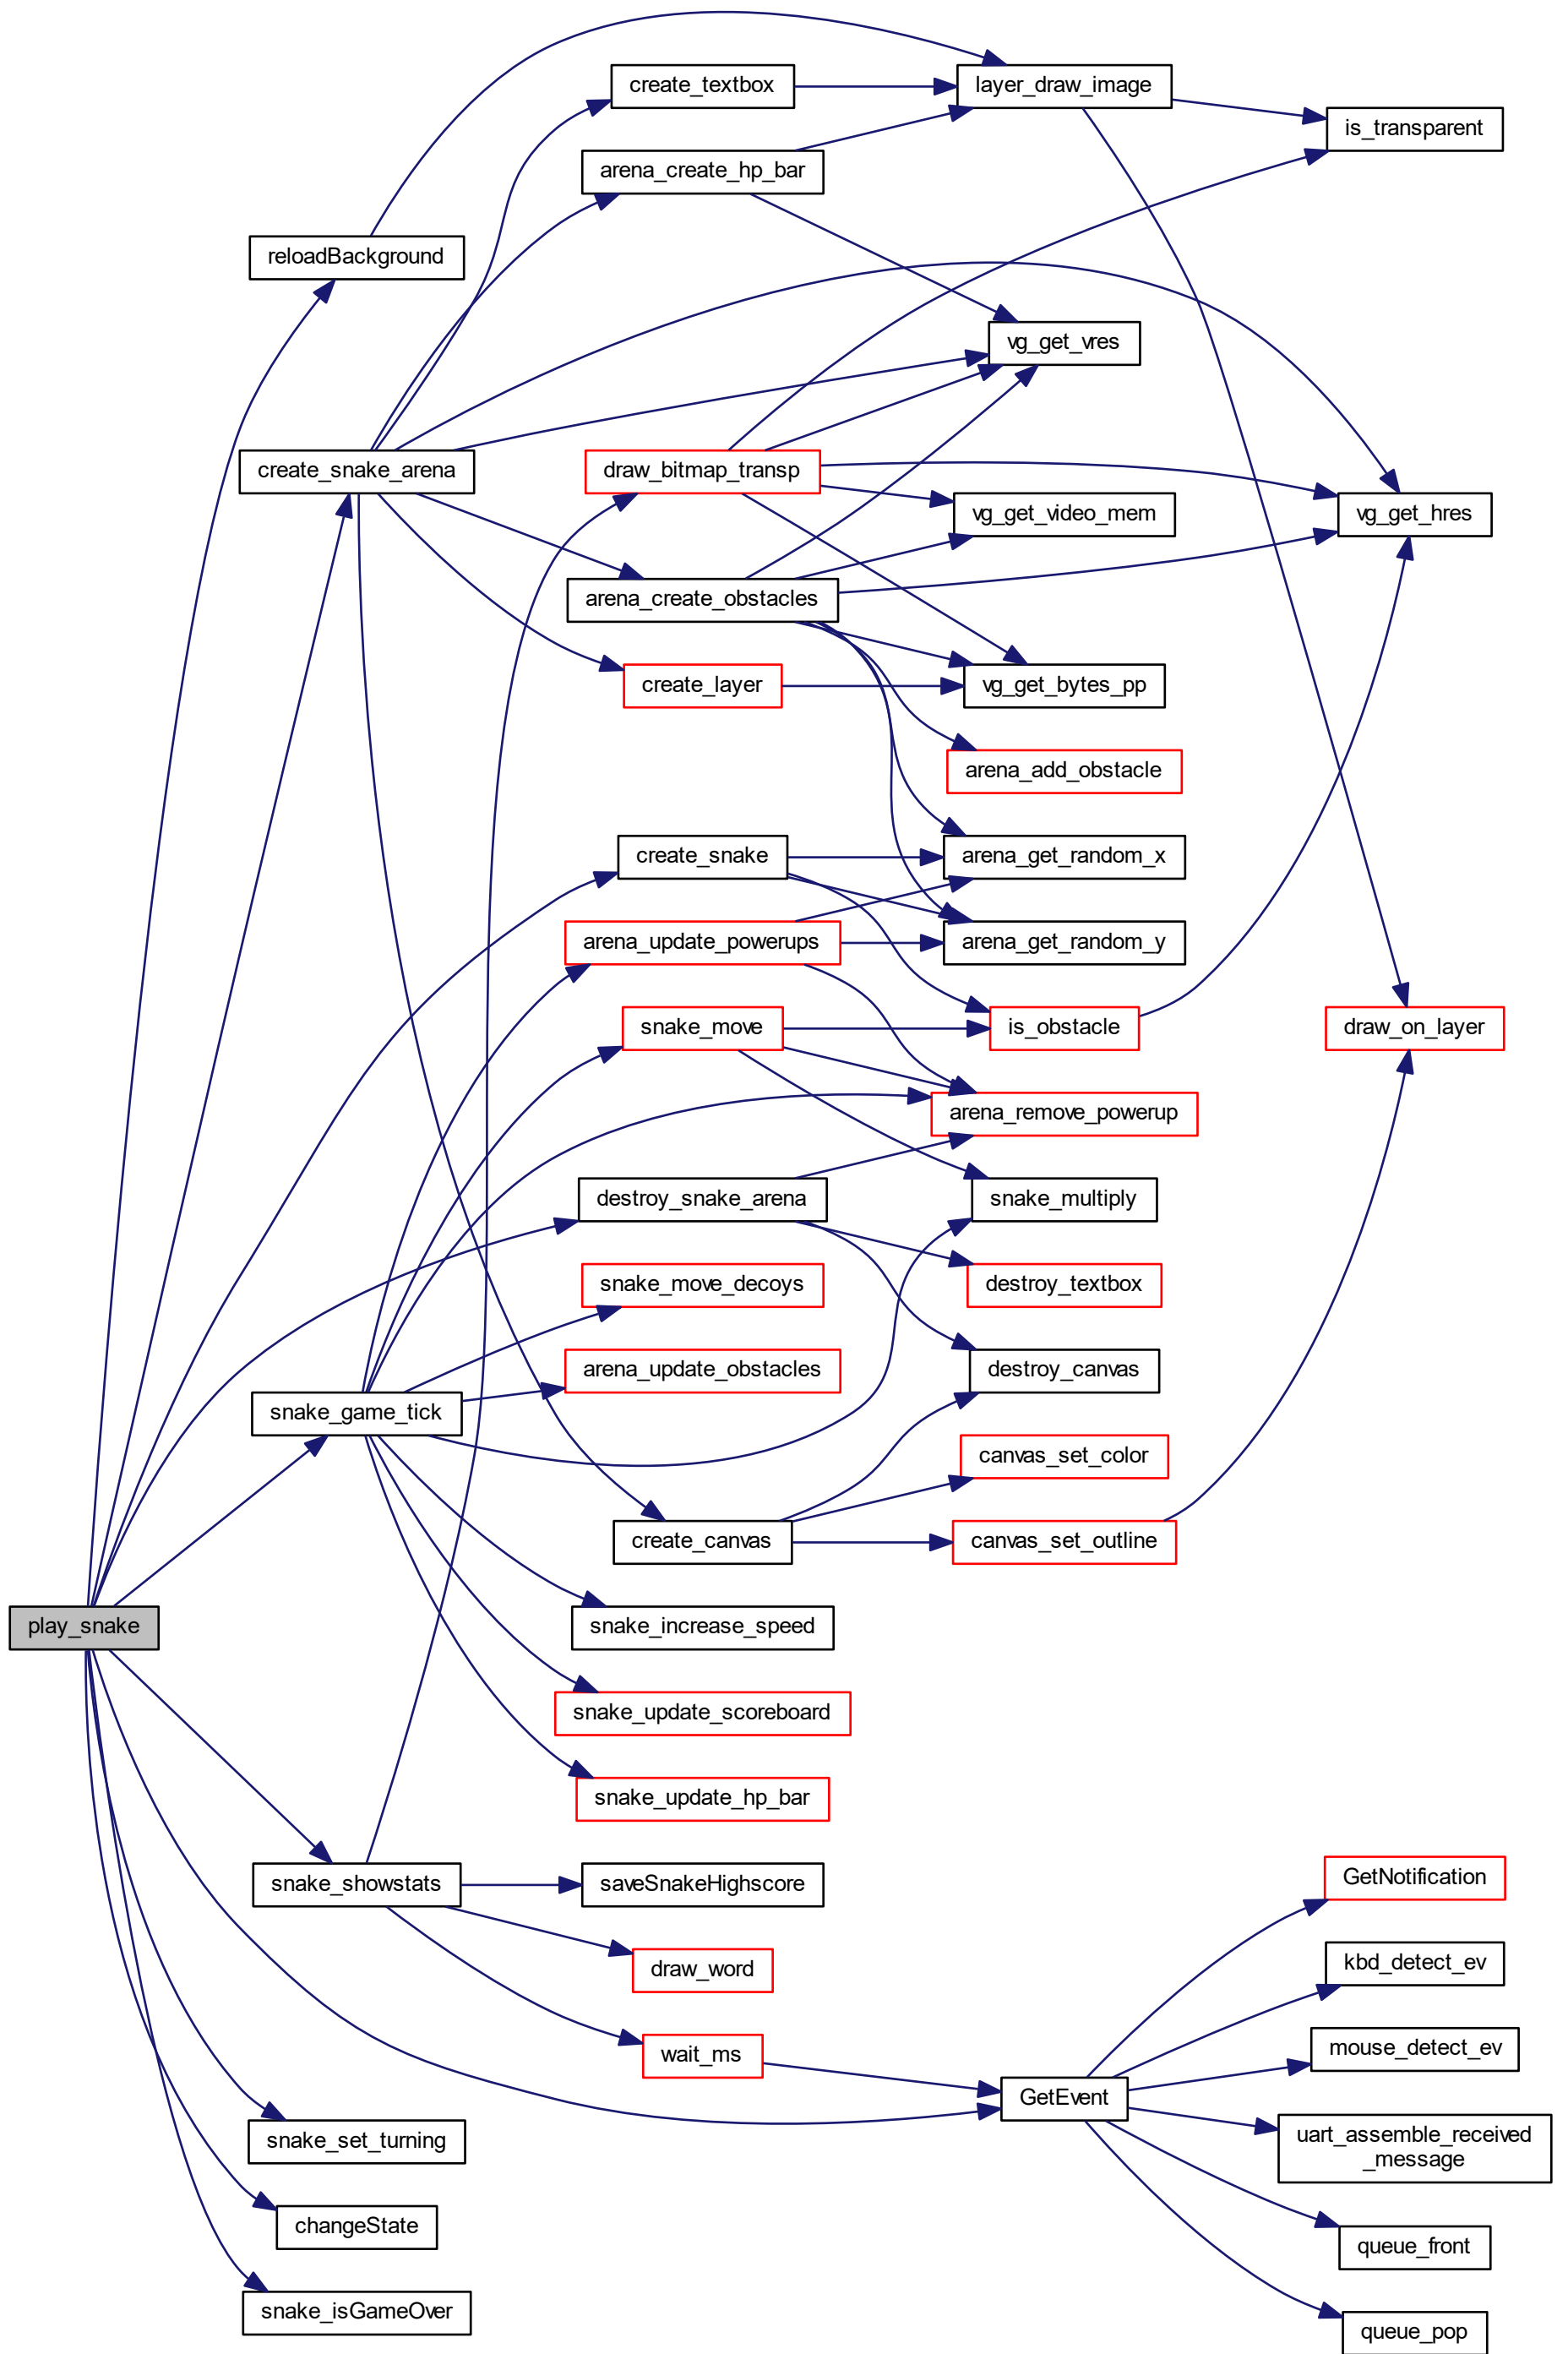 create_textbox
layer_draw_image
is_transparent
arena_create_hp_bar
reloadBackground
vg_get_vres
create_snake_arena
draw_bitmap_transp
vg_get_video_mem
vg_get_hres
arena_create_obstacles
create_layer
vg_get_bytes_pp
arena_add_obstacle
create_snake
arena_get_random_x
arena_update_powerups
arena_get_random_y
snake_move
is_obstacle
draw_on_layer
arena_remove_powerup
destroy_snake_arena
snake_multiply
snake_move_decoys
destroy_textbox
arena_update_obstacles
destroy_canvas
snake_game_tick
canvas_set_color
create_canvas
canvas_set_outline
play_snake
snake_increase_speed
snake_update_scoreboard
snake_update_hp_bar
snake_showstats
saveSnakeHighscore
GetNotification
draw_word
kbd_detect_ev
wait_ms
mouse_detect_ev
GetEvent
snake_set_turning
uart_assemble_received
_message
changeState
queue_front
snake_isGameOver
queue_pop